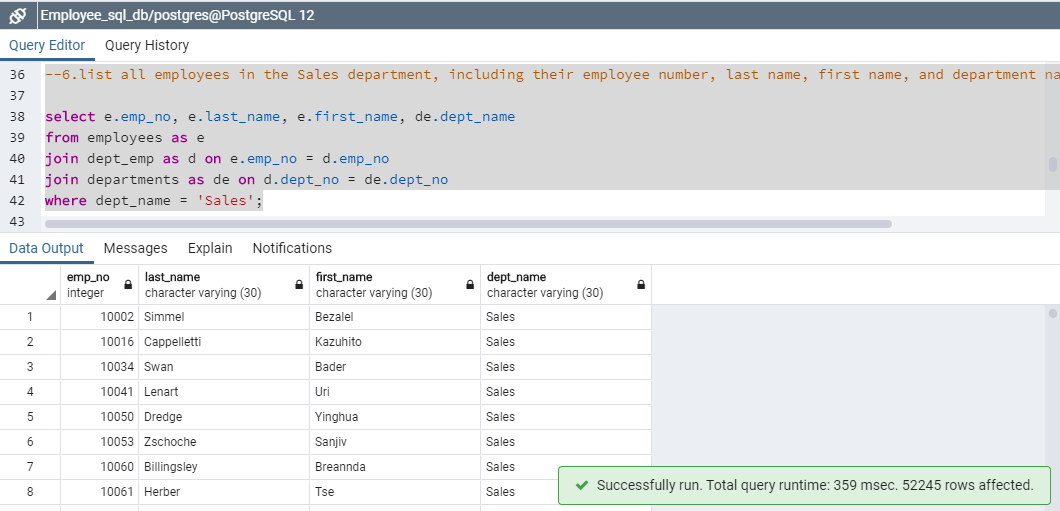 Employee_sql_db/postgres@PostgreSQL 12
Query Editor Query History
36 --6.list all employees in the Sales department, including their employee number, last name, first name, and department na
37
38 select e.emp_no, e.last_name, e.first_name, de.dept_name
39 from employees as e
40 join dept_emp as d on e.emp_no = d.emp_no
41 join departments as de on d.dept_no = de.dept_no
42 where dept_name = 'Sales';
43
Data Output Messages Explain Notifications
emp_no last_name first_name dept_name
integer character varying (30) character varying (30) character varying (30)
1 10002 Simmel Bezalel Sales
2 10016 Cappelletti Kazuhito Sales
3 10034 Swan Bader Sales
4 10041 Lenart Uri Sales
5 10050 Dredge Yinghua Sales
6 10053 Zschoche Sanjiv Sales
7 10060 Billingsley Breannda Sales
8 10061 Herber Tse Sales
Successfully run. Total query runtime: 359 msec. 52245 rows affected.